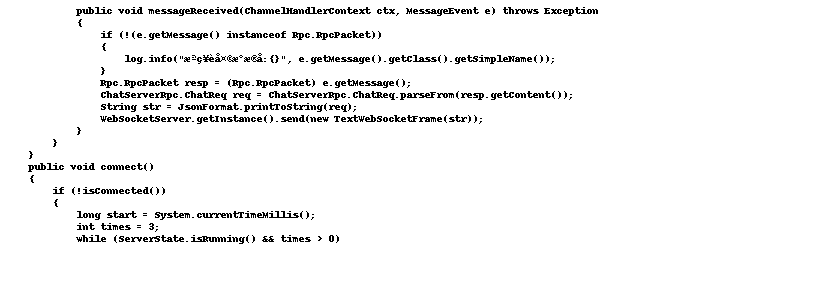 public void messageReceived(ChannelHandlerContext ctx, MessageEvent e) throws Exception
{
if (!(e.getMessage() instanceof Rpc.RpcPacket))
{
log.info(" {}", e.getMessage().getClass().getSimpleName());
}
Rpc.RpcPacket resp = (Rpc.RpcPacket) e.getMessage();
ChatServerRpc.ChatReq req = ChatServerRpc.ChatReq.parseFrom(resp.getContent());
String str = JsonFormat.printToString(req);
WebSocketServer.getInstance().send(new TextWebSocketFrame(str));
}
}
}
public void connect()
{
if (!isConnected())
{
long start = System.currentTimeMillis();
int times = 3;
while (ServerState.isRunning() && times > 0)